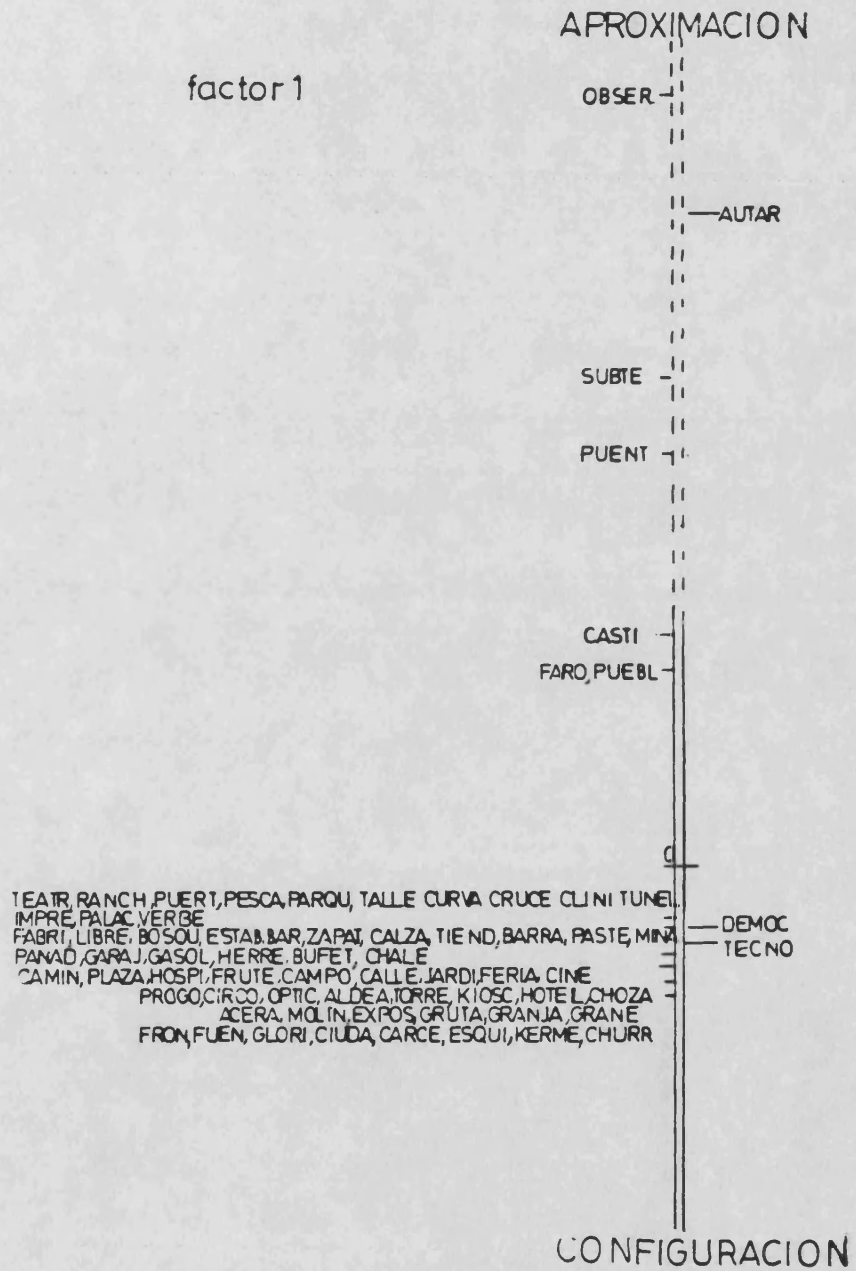 APROXIMACION
factor 1
OBSER
AUTAR
SUBTE
PUENT
CASTI
FARO, PUEBL
0
TEATR, RANCH, PUERT, PESCA, PARQU, TALLE CURVA CRUCE CLINI TUNEL
IMPRE, PALAC, VERBE
DEMOC
FABRI, LIBRE, BOSOU, ESTAB, BAR, ZAPAT, CALZA, TIEND, BARRA, PASTE, MINA
TECNO
PANAD, GARAJ, GASOL, HERRE, BUFET, CHALE
CAMIN, PLAZA, HOSPI, FRUTE, CAMPO, CALLE, JARDI, FERIA, CINE
PROGO, CIRCO, OPTIC, ALDEA, TORRE, KIOSC, HOTEL, CHOZA
ACERA, MOLIN, EXPOS, GRUTA, GRANJA, GRANE
FRON, FUEN, GLORI, CIUDA, CARCE, ESQUI, KERME, CHURR
CONFIGURACION